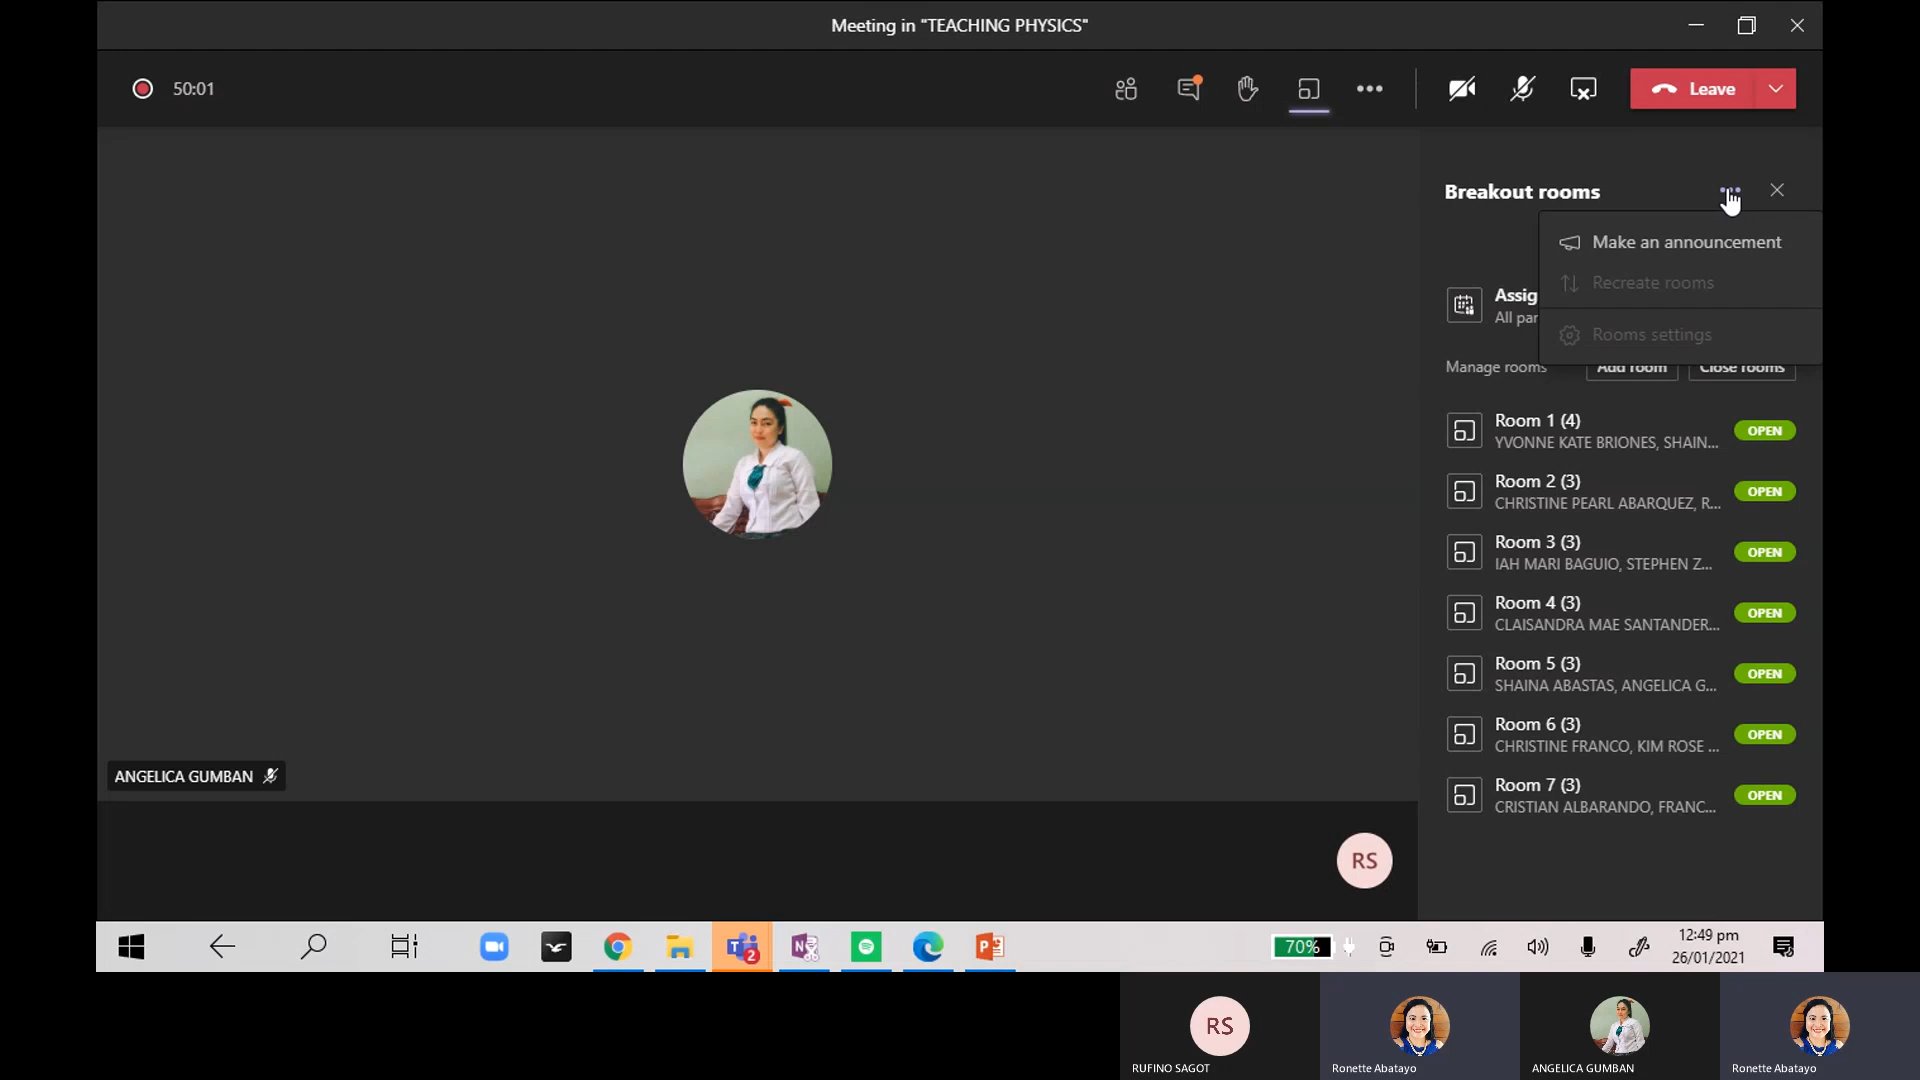 Meeting in "TEACHING PHYSICS"
50:01
Leave
Breakout rooms
Make an announcement
Recreate rooms
Rooms settings
Assig
All par
Manage rooms
Add room
Close rooms
Room 1 (4)
YVONNE KATE BRIONES, SHAIN...
OPEN
Room 2 (3)
CHRISTINE PEARL ABARQUEZ, R...
OPEN
Room 3 (3)
IAH MARI BAGUIO, STEPHEN Z...
OPEN
Room 4 (3)
CLAISANDRA MAE SANTANDER...
OPEN
Room 5 (3)
SHAINA ABASTAS, ANGELICA G...
OPEN
Room 6 (3)
CHRISTINE FRANCO, KIM ROSE ...
OPEN
Room 7 (3)
CRISTIAN ALBARANDO, FRANC...
OPEN
ANGELICA GUMBAN
RS
2
70%
12:49 pm
26/01/2021
RS
RUFINO SAGOT
Ronette Abatayo
ANGELICA GUMBAN
Ronette Abatayo